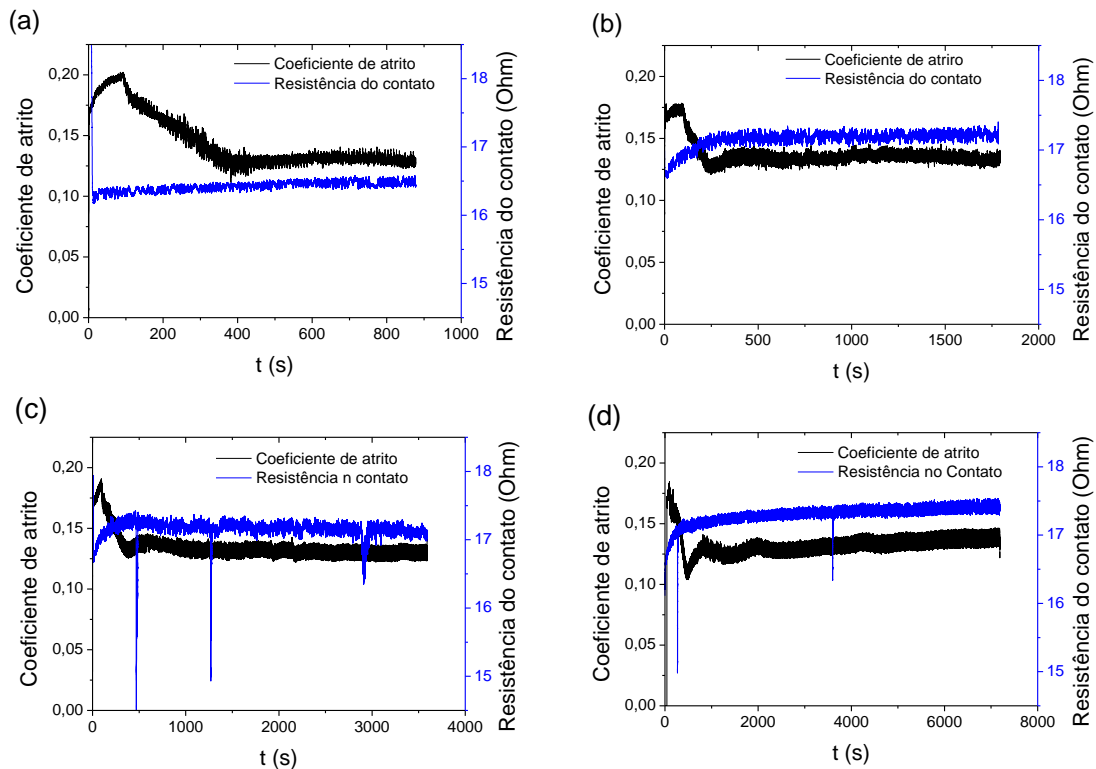 (a)
Coeficiente de atrito
Resistência do contato
0,20
0,15
0,10
0,05
0,00
Coeficiente de atrito
18
17
16
15
Resistência do contato (Ohm)
0
200
400
600
800
1000
t (s)
(b)
Coeficiente de atriro
Resistência do contato
0,20
0,15
0,10
0,05
0,00
Coeficiente de atrito
18
17
16
15
Resistência do contato (Ohm)
0
500
1000
1500
2000
t (s)
(c)
Coeficiente de atrito
Resistência n contato
0,20
0,15
0,10
0,05
0,00
Coeficiente de atrito
18
17
16
15
Resistência do contato (Ohm)
0
1000
2000
3000
4000
t (s)
(d)
Coeficiente de atrito
Resistência no Contato
0,20
0,15
0,10
0,05
0,00
Coeficiente de atrito
18
17
16
15
Resistência do contato (Ohm)
0
2000
4000
6000
8000
t (s)